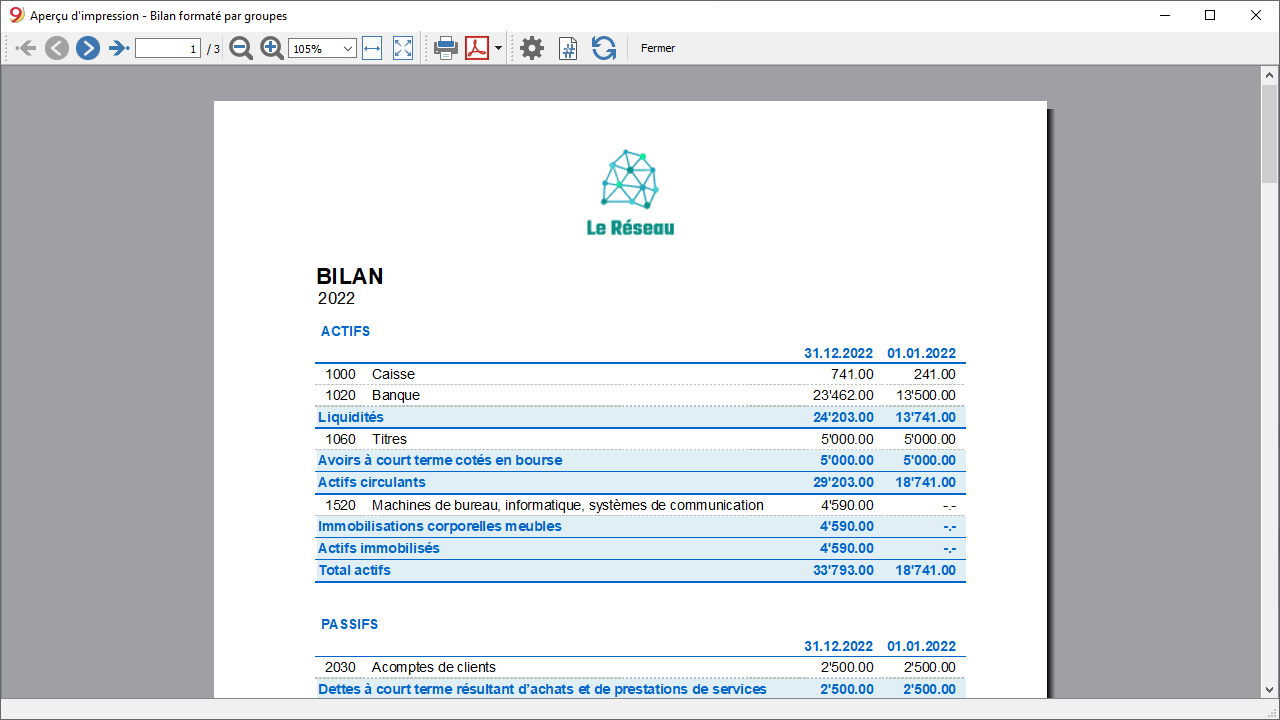 Aperçu d'impression - Bilan formaté par groupes
1 / 3 105% Fermer
Le Réseau
BILAN
2022
ACTIFS
31.12.2022 01.01.2022
1000 Caisse 741.00 241.00
1020 Banque 23'462.00 13'500.00
Liquidités 24'203.00 13'741.00
1060 Titres 5'000.00 5'000.00
Avoirs à court terme cotés en bourse 5'000.00 5'000.00
Actifs circulants 29'203.00 18'741.00
1520 Machines de bureau, informatique, systèmes de communication 4'590.00 -.-
Immobilisations corporelles meubles 4'590.00 -.-
Actifs immobilisés 4'590.00 -.-
Total actifs 33'793.00 18'741.00
PASSIFS
31.12.2022 01.01.2022
2030 Acomptes de clients 2'500.00 2'500.00
Dettes à court terme résultant d’achats et de prestations de services 2'500.00 2'500.00